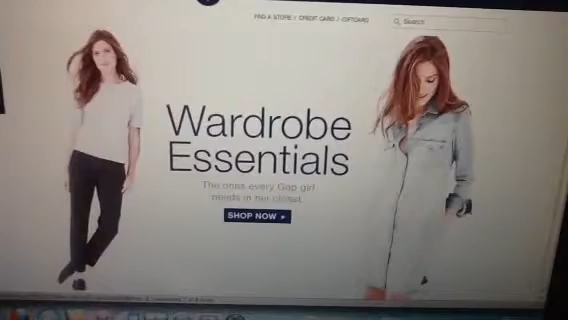 FIND A STORE / CREDIT CARD / GIFTCARD
Search
Wardrobe
Essentials
The ones every Gap girl
needs in her closet.
SHOP NOW ▸